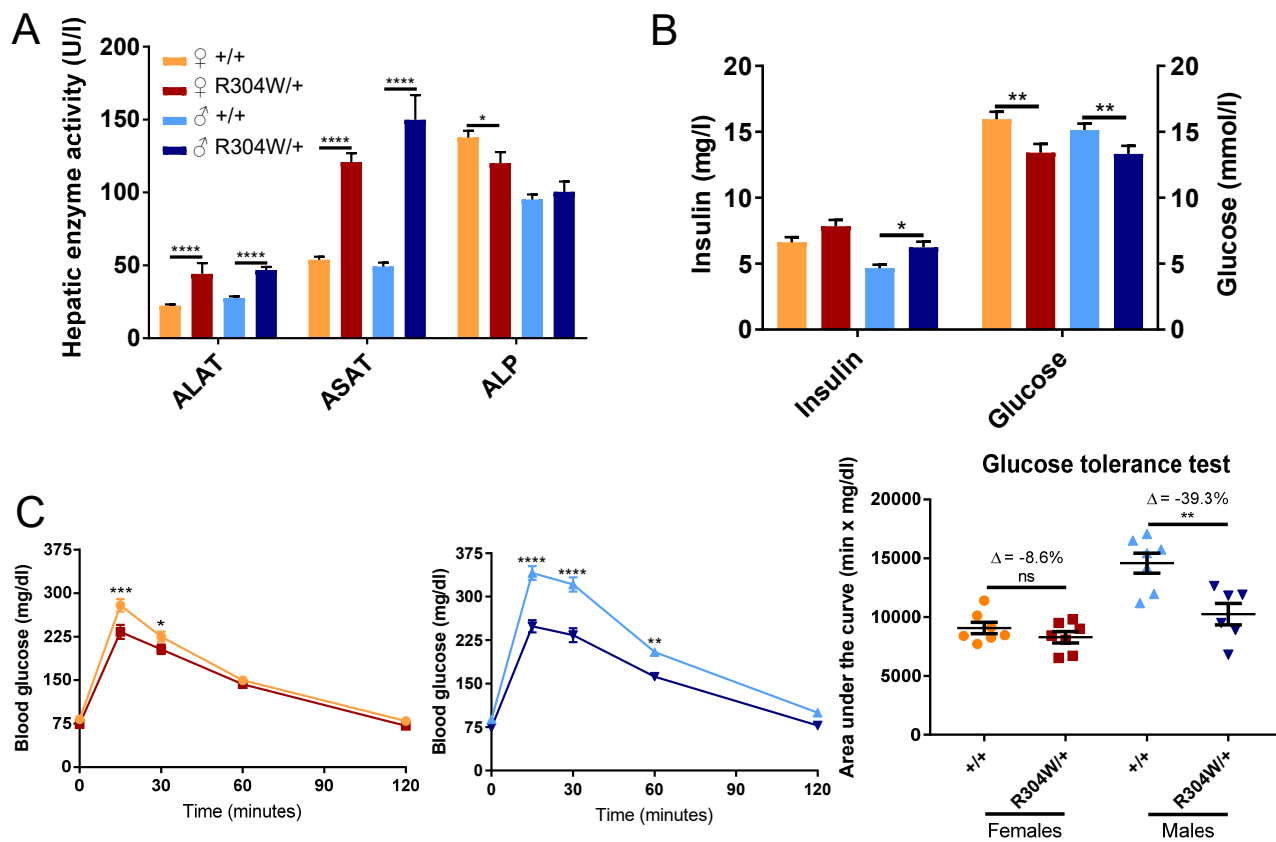 A
Hepatic enzyme activity (U/l)
200
150
100
50
0
♀ +/+
♀ R304W/+
♂ +/+
♂ R304W/+
****
****
****
****
*
ALAT
ASAT
ALP
B
Insulin (mg/l)
20
15
10
5
0
*
**
**
20
15
10
5
0
Glucose (mmol/l)
Insulin
Glucose
C
Blood glucose (mg/dl)
375
300
225
150
75
0
***
*
0
30
60
90
120
Time (minutes)
Blood glucose (mg/dl)
375
300
225
150
75
0
****
****
**
0
30
60
90
120
Time (minutes)
Glucose tolerance test
Area under the curve (min x mg/dl)
20000
15000
10000
5000
0
Δ = -8.6%
ns
Δ = -39.3%
**
+/+
R304W/+
+/+
R304W/+
Females
Males